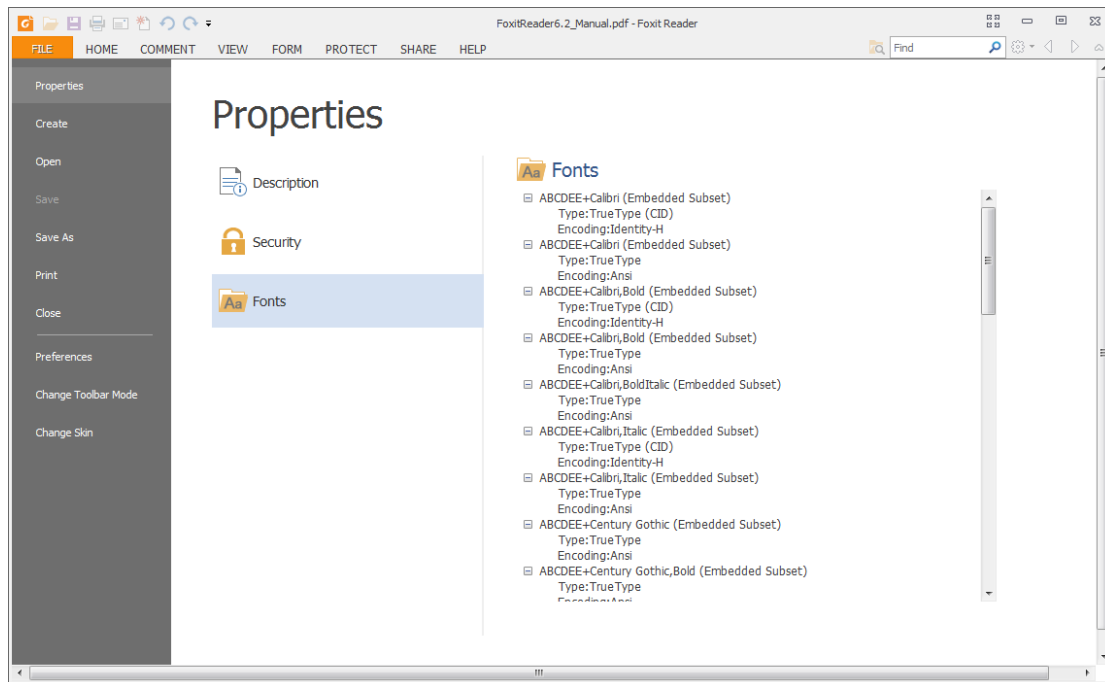 FoxitReader6.2_Manual.pdf - Foxit Reader
FILE HOME COMMENT VIEW FORM PROTECT SHARE HELP Find
Properties
Create
Open
Save
Save As
Print
Close
Preferences
Change Toolbar Mode
Change Skin
Properties
Description
Security
Aa Fonts
Aa Fonts
ABCDEE+Calibri (Embedded Subset)
Type:TrueType (CID)
Encoding:Identity-H
ABCDEE+Calibri (Embedded Subset)
Type:TrueType
Encoding:Ansi
ABCDEE+Calibri,Bold (Embedded Subset)
Type:TrueType (CID)
Encoding:Identity-H
ABCDEE+Calibri,Bold (Embedded Subset)
Type:TrueType
Encoding:Ansi
ABCDEE+Calibri,BoldItalic (Embedded Subset)
Type:TrueType
Encoding:Ansi
ABCDEE+Calibri,Italic (Embedded Subset)
Type:TrueType (CID)
Encoding:Identity-H
ABCDEE+Calibri,Italic (Embedded Subset)
Type:TrueType
Encoding:Ansi
ABCDEE+Century Gothic (Embedded Subset)
Type:TrueType
Encoding:Ansi
ABCDEE+Century Gothic,Bold (Embedded Subset)
Type:TrueType
Encoding:Ansi